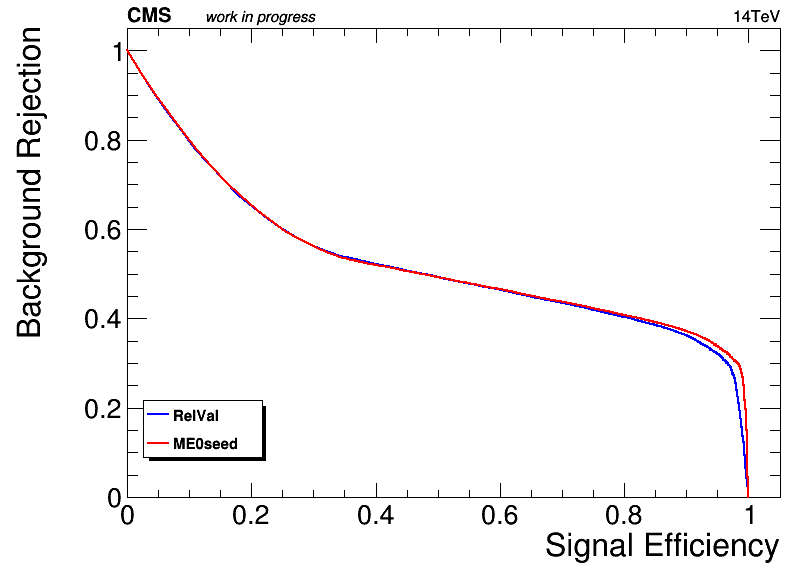 CMS work in progress 14TeV
Background Rejection
1
0.8
0.6
0.4
0.2
0
RelVal
ME0seed
0 0.2 0.4 0.6 0.8 1
Signal Efficiency